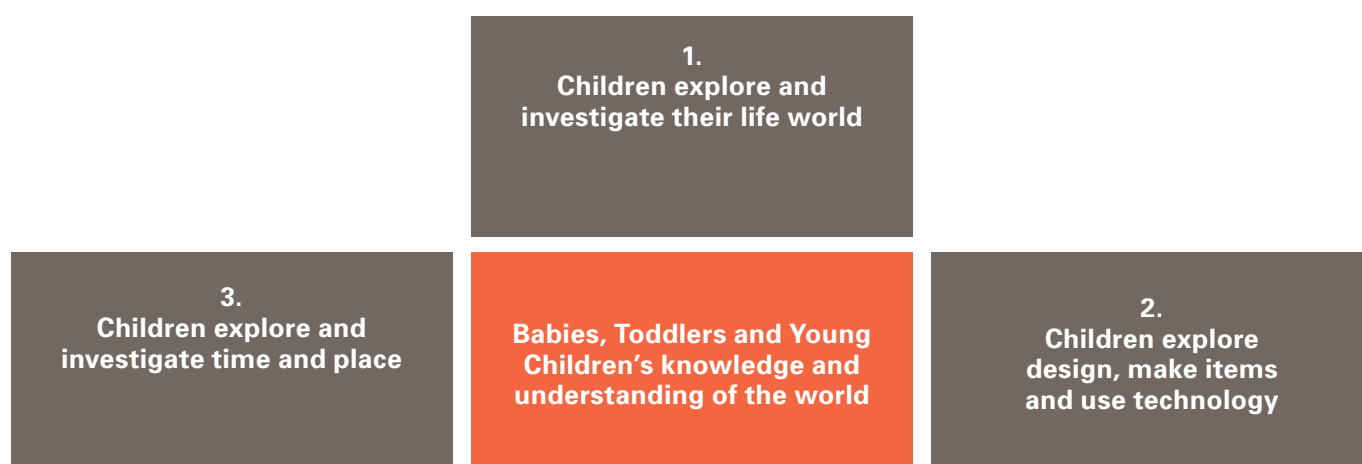 1.
Children explore and
investigate their life world
3.
Children explore and
investigate time and place
Babies, Toddlers and Young
Children’s knowledge and
understanding of the world
2.
Children explore
design, make items
and use technology